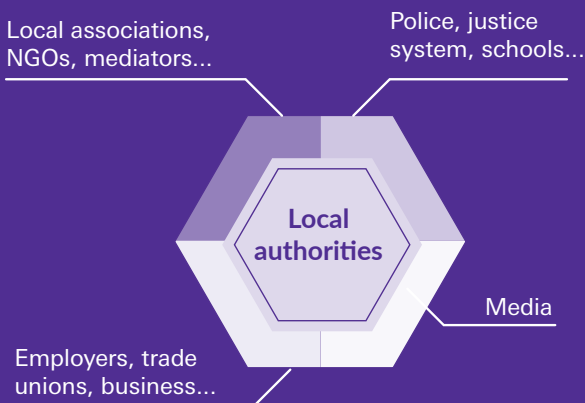 Local associations,
NGOs, mediators...
Police, justice
system, schools...
Local
authorities
Media
Employers, trade
unions, business...